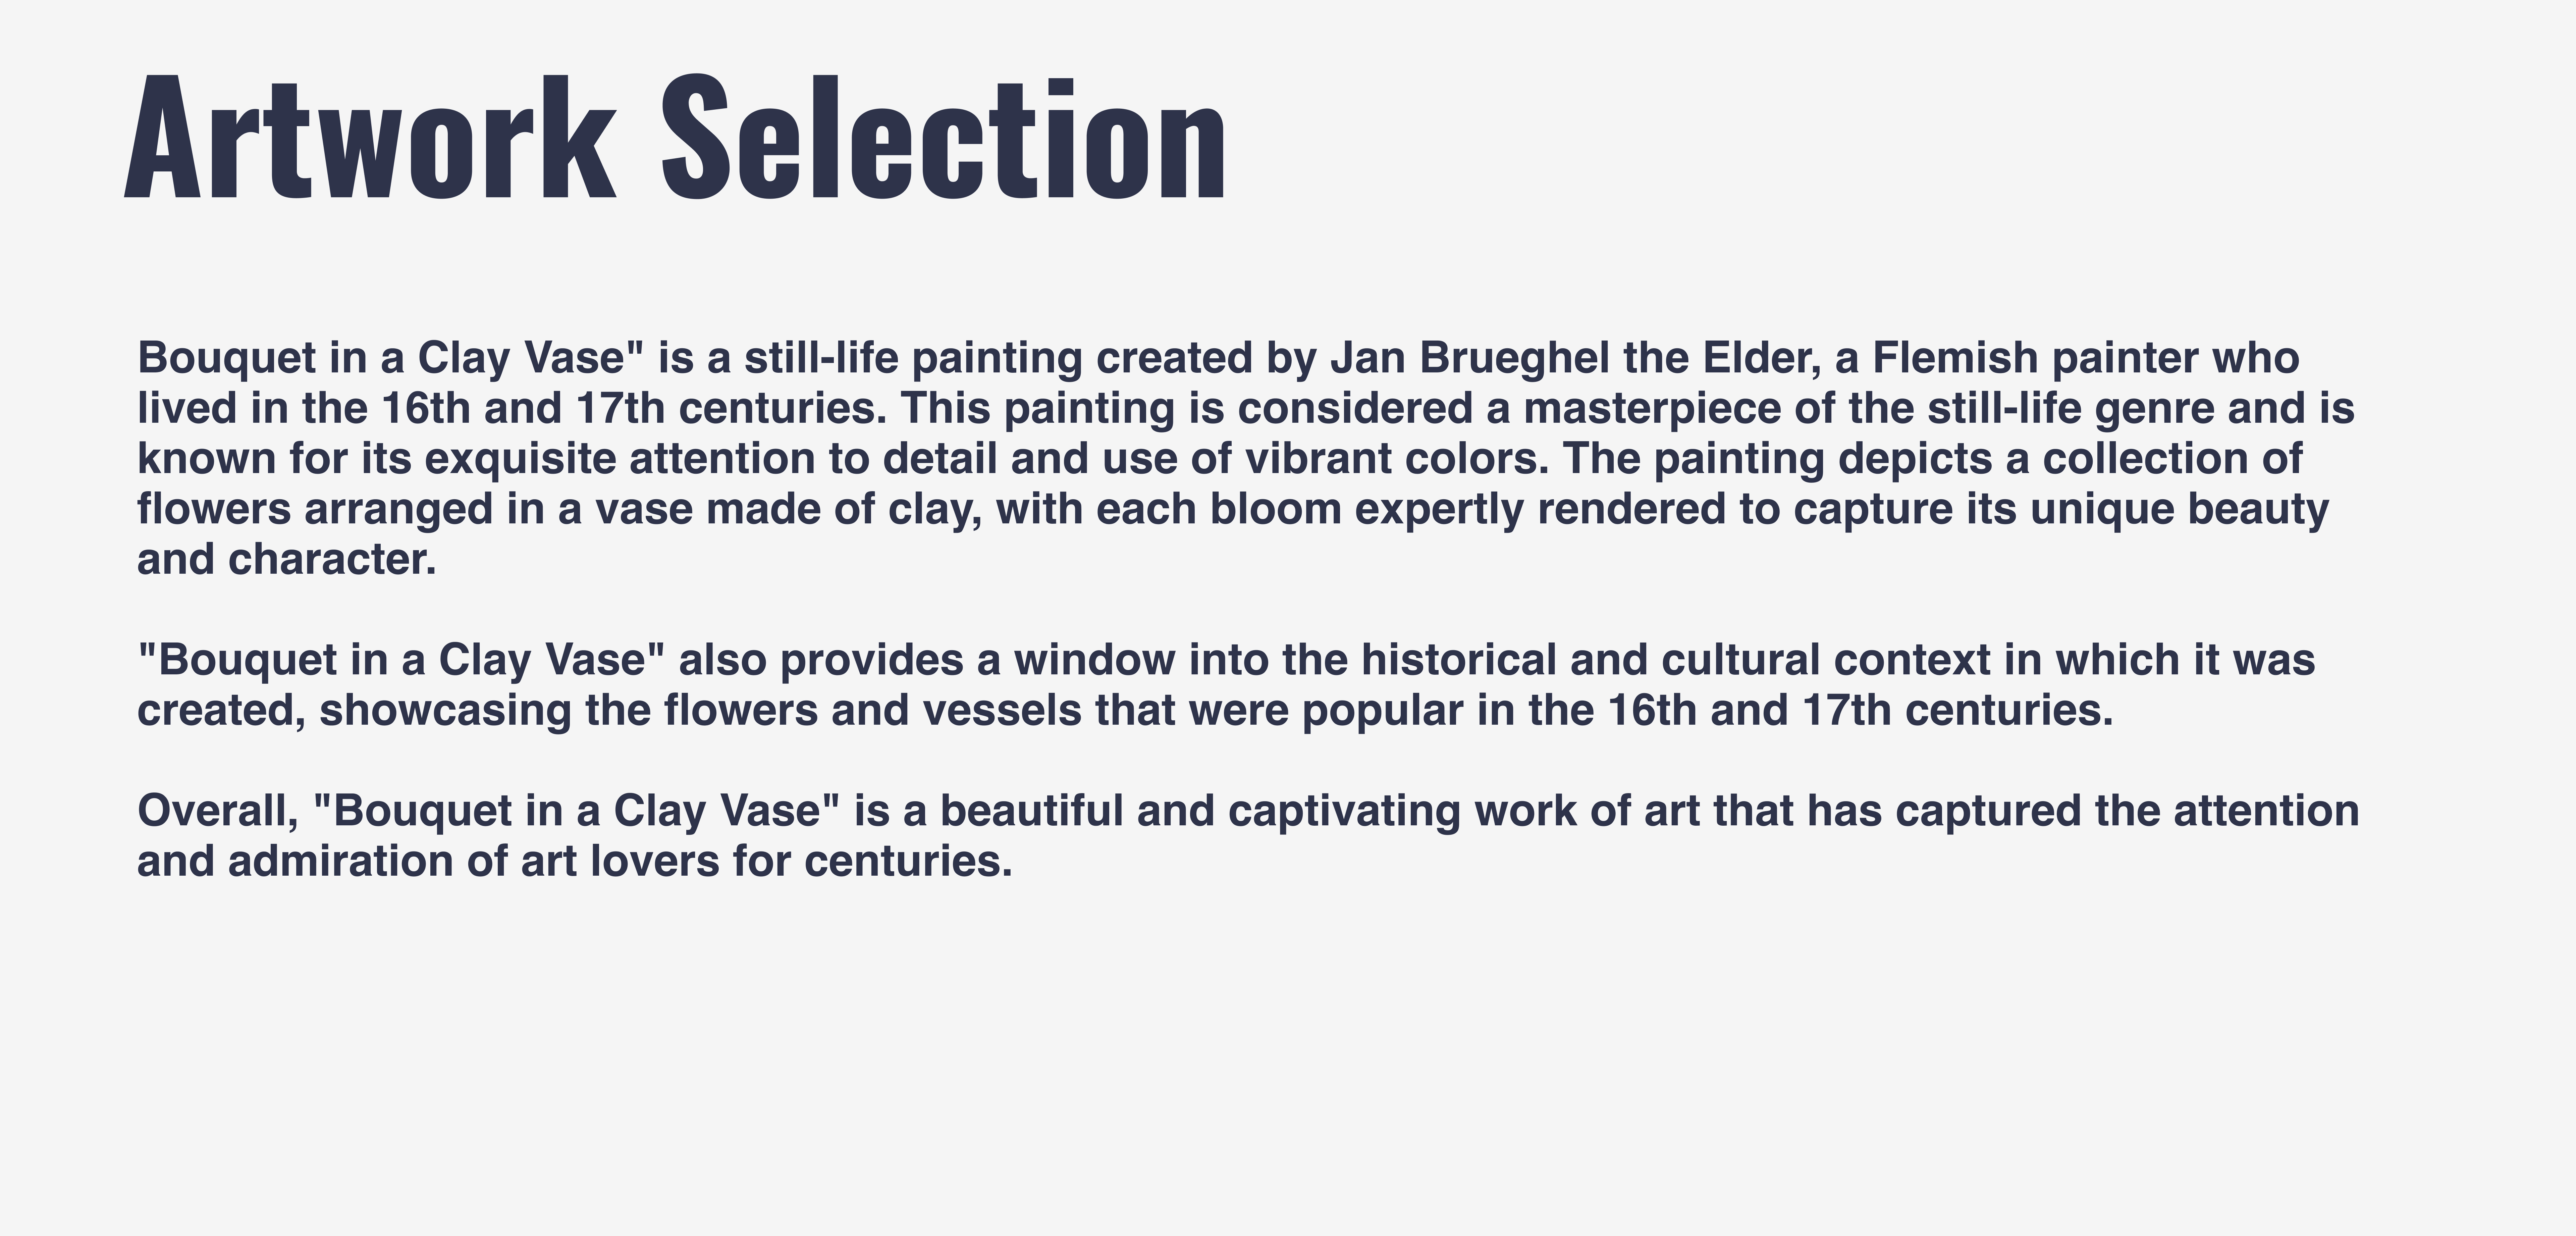 Artwork Selection
Bouquet in a Clay Vase" is a still-life painting created by Jan Brueghel the Elder, a Flemish painter who
lived in the 16th and 17th centuries. This painting is considered a masterpiece of the still-life genre and is
known for its exquisite attention to detail and use of vibrant colors. The painting depicts a collection of
flowers arranged in a vase made of clay, with each bloom expertly rendered to capture its unique beauty
and character.
"Bouquet in a Clay Vase" also provides a window into the historical and cultural context in which it was
created, showcasing the flowers and vessels that were popular in the 16th and 17th centuries.
Overall, "Bouquet in a Clay Vase" is a beautiful and captivating work of art that has captured the attention
and admiration of art lovers for centuries.